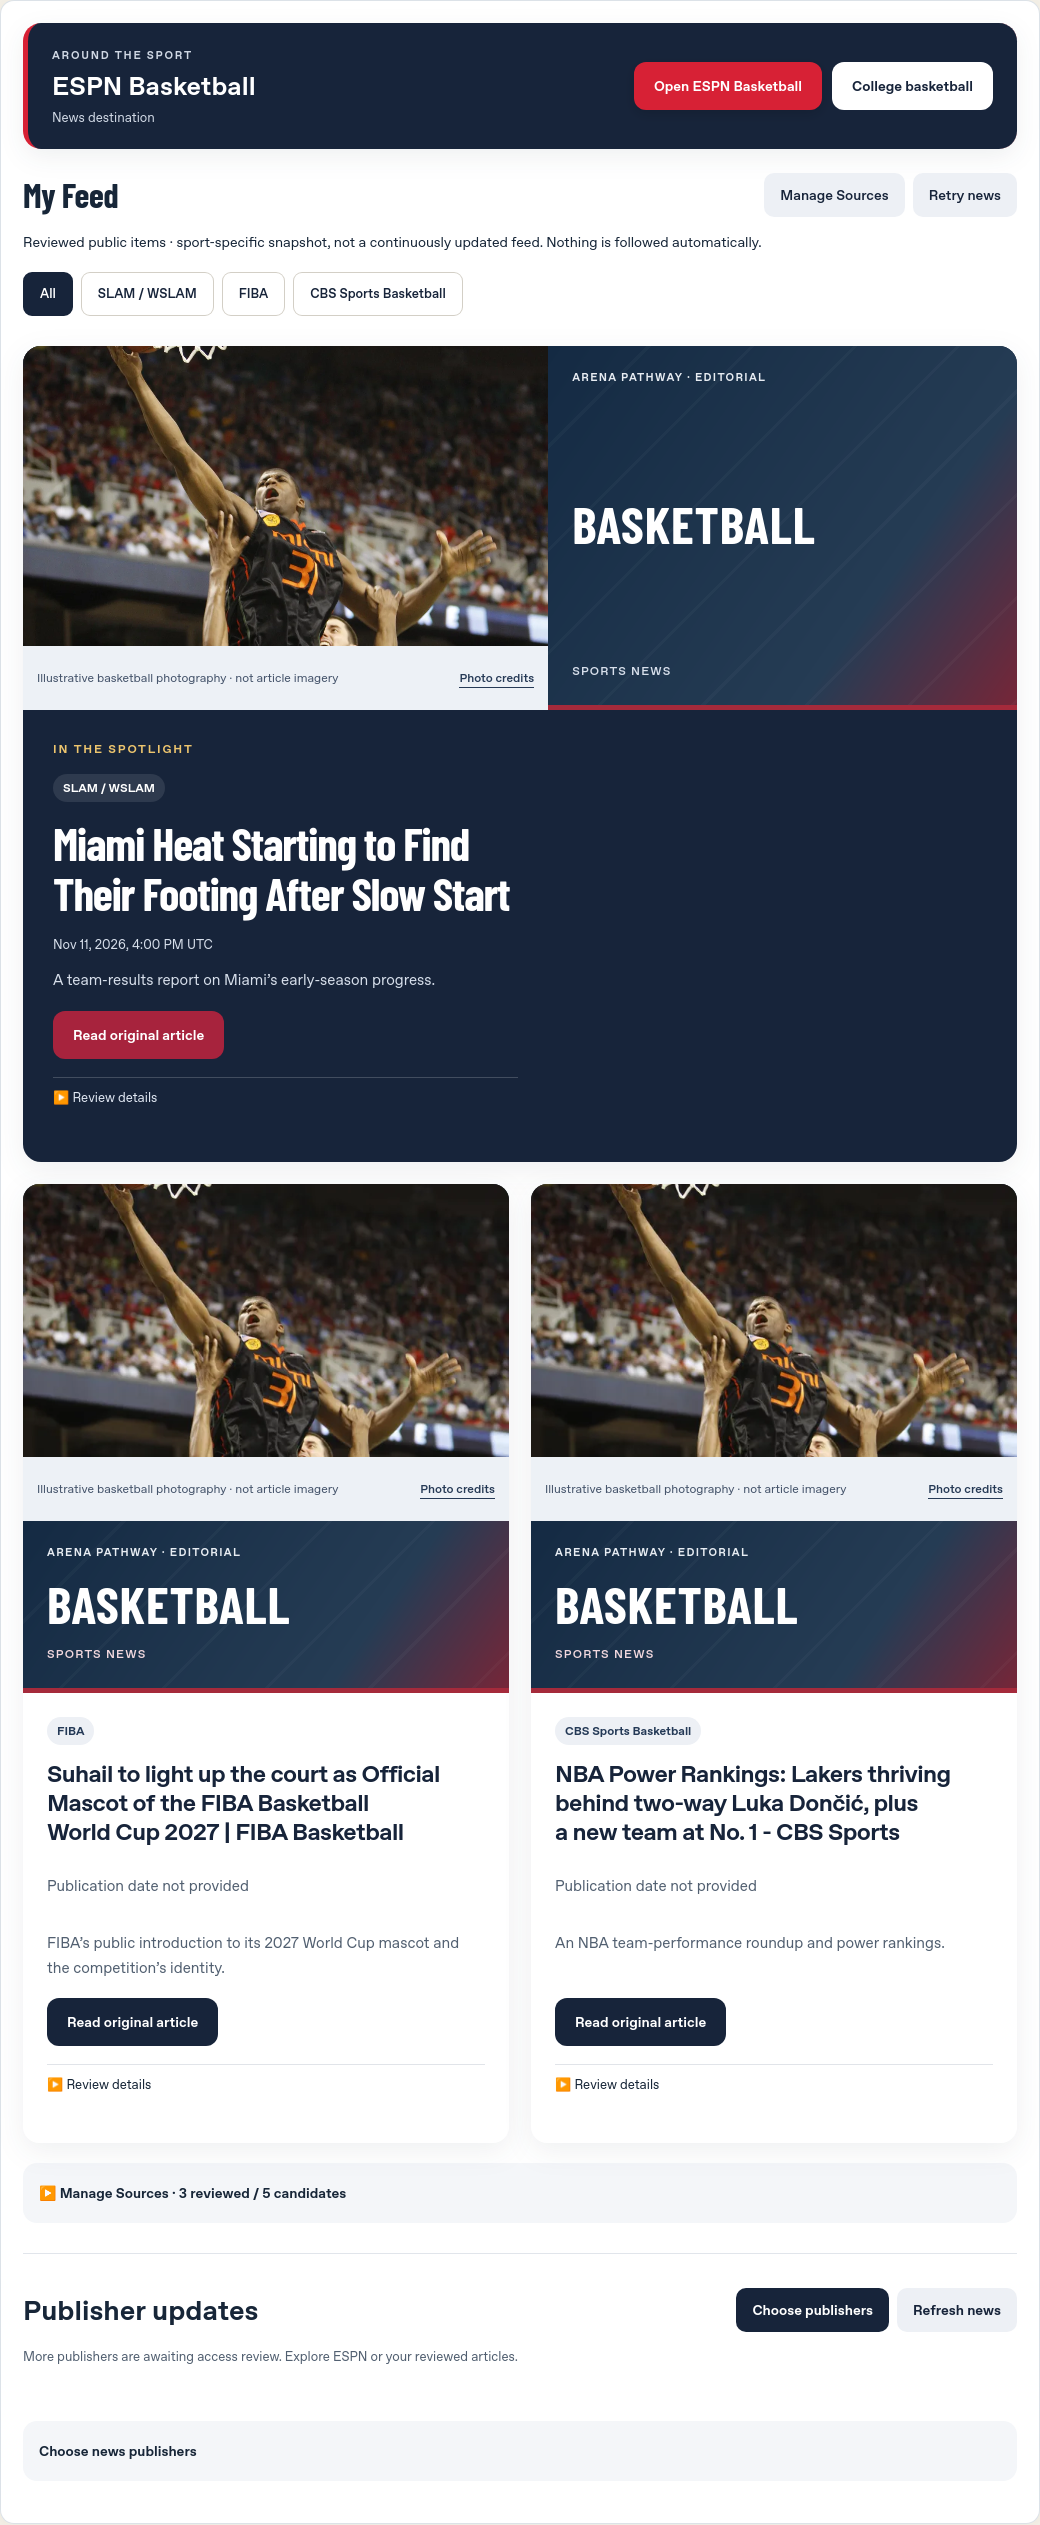 AROUND THE SPORT
ESPN Basketball
News destination
Open ESPN Basketball
College basketball
My Feed
Manage Sources
Retry news
Reviewed public items · sport-specific snapshot, not a continuously updated feed. Nothing is followed automatically.
All
SLAM / WSLAM
FIBA
CBS Sports Basketball
MIAMI
31
Illustrative basketball photography · not article imagery
Photo credits
ARENA PATHWAY · EDITORIAL
BASKETBALL
SPORTS NEWS
IN THE SPOTLIGHT
SLAM / WSLAM
Miami Heat Starting to Find
Their Footing After Slow Start
Nov 11, 2026, 4:00 PM UTC
A team-results report on Miami’s early-season progress.
Read original article
▶️ Review details
MIAMI
31
Illustrative basketball photography · not article imagery
Photo credits
ARENA PATHWAY · EDITORIAL
BASKETBALL
SPORTS NEWS
FIBA
Suhail to light up the court as Official
Mascot of the FIBA Basketball
World Cup 2027 | FIBA Basketball
Publication date not provided
FIBA’s public introduction to its 2027 World Cup mascot and
the competition’s identity.
Read original article
▶️ Review details
MIAMI
31
Illustrative basketball photography · not article imagery
Photo credits
ARENA PATHWAY · EDITORIAL
BASKETBALL
SPORTS NEWS
CBS Sports Basketball
NBA Power Rankings: Lakers thriving
behind two-way Luka Dončić, plus
a new team at No. 1 - CBS Sports
Publication date not provided
An NBA team-performance roundup and power rankings.
Read original article
▶️ Review details
▶️ Manage Sources · 3 reviewed / 5 candidates
Publisher updates
Choose publishers
Refresh news
More publishers are awaiting access review. Explore ESPN or your reviewed articles.
Choose news publishers